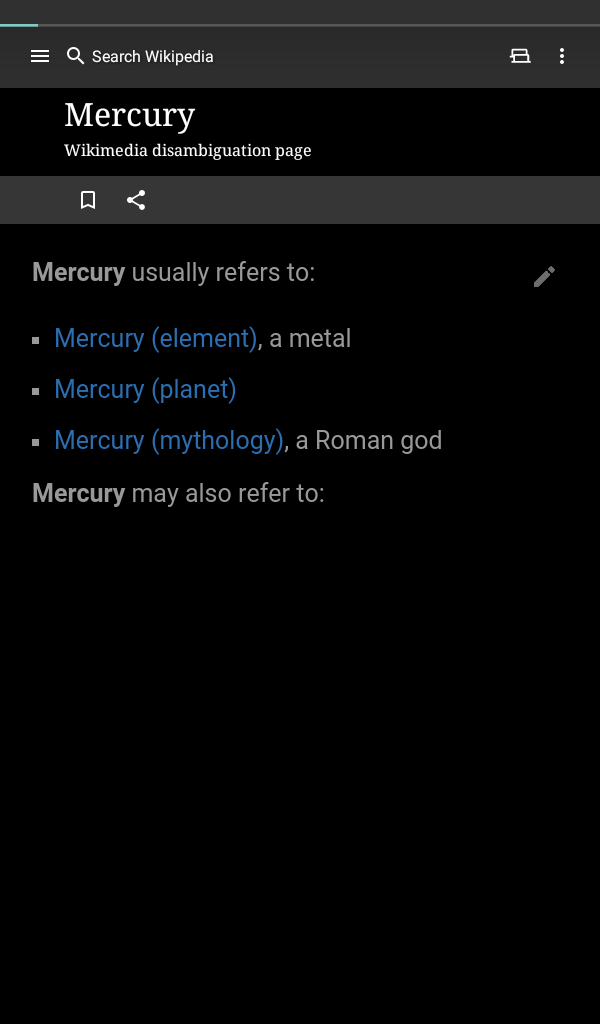 Search Wikipedia
Mercury
Wikimedia disambiguation page
Mercury usually refers to:
Mercury (element), a metal
Mercury (planet)
Mercury (mythology), a Roman god
Mercury may also refer to: